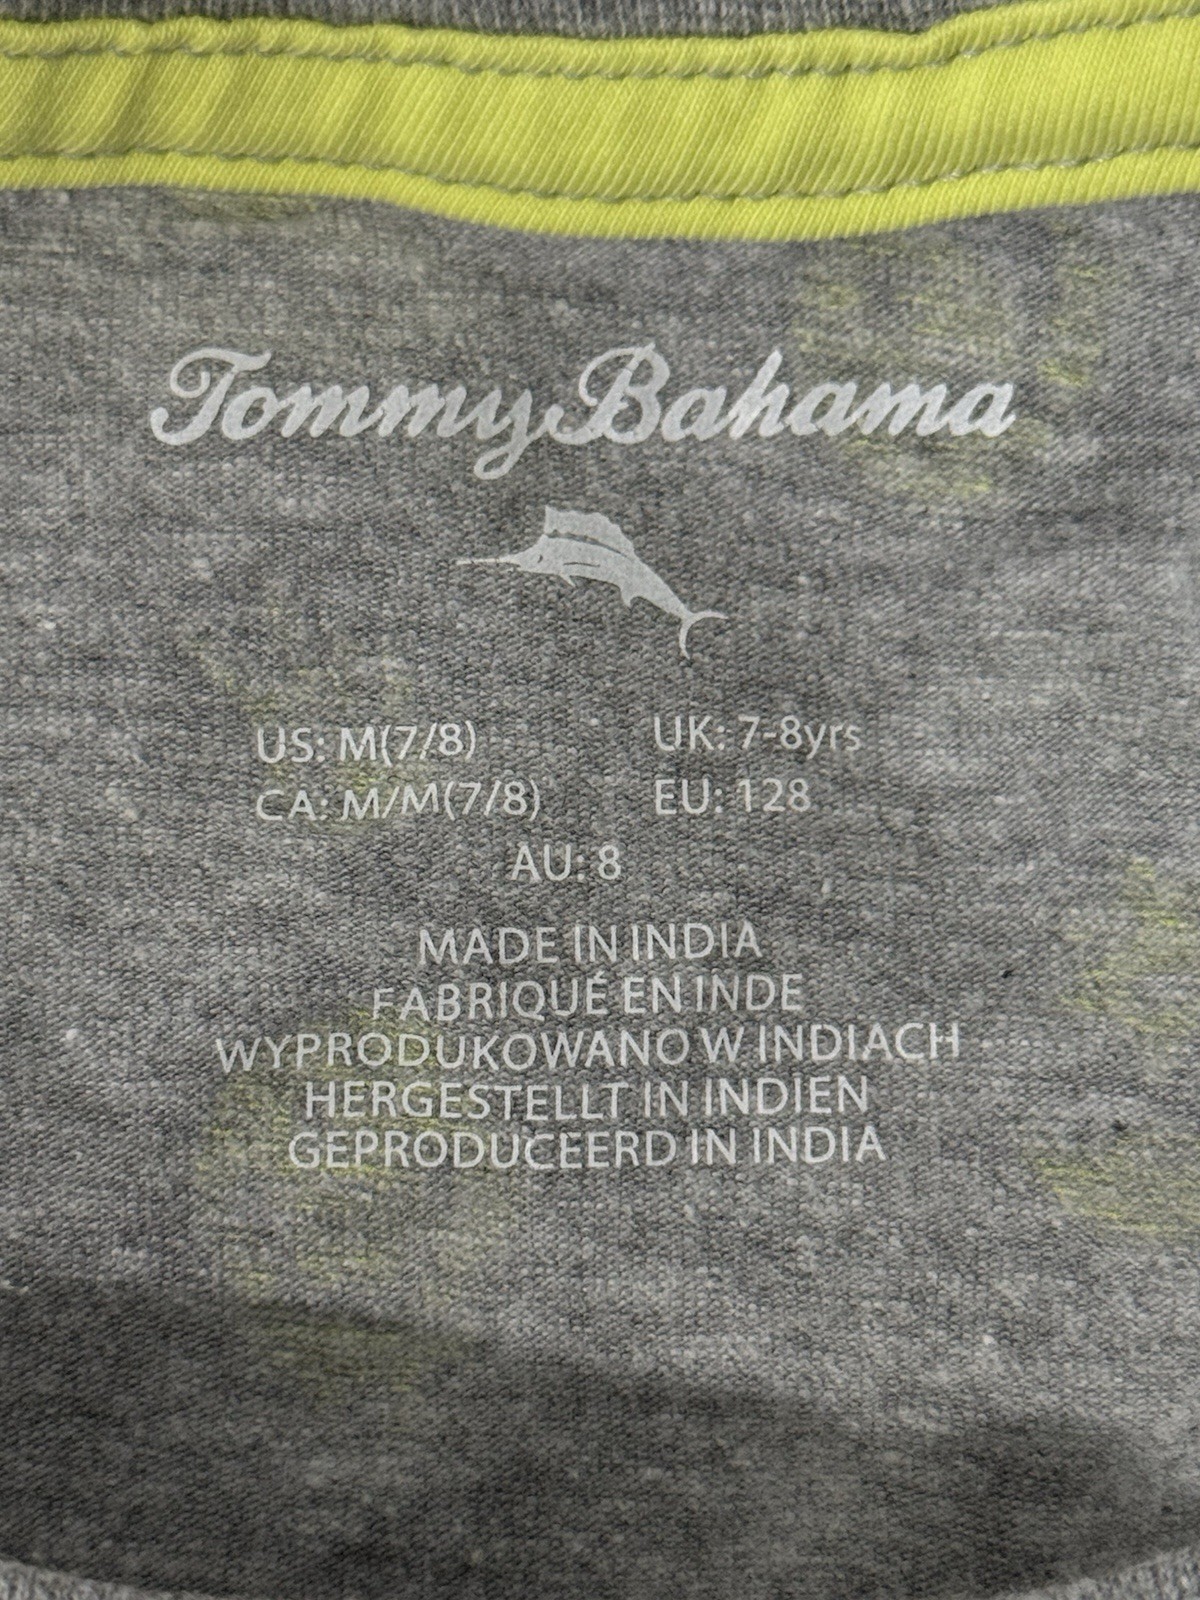 Tommy Bahama
US: M(7/8) UK: 7-8yrs
CA: M/M(7/8) EU: 128
AU: 8
MADE IN INDIA
FABRIQUÉ EN INDE
WYPRODUKOWANO W INDIACH
HERGESTELLT IN INDIEN
GEPRODUCEERD IN INDIA